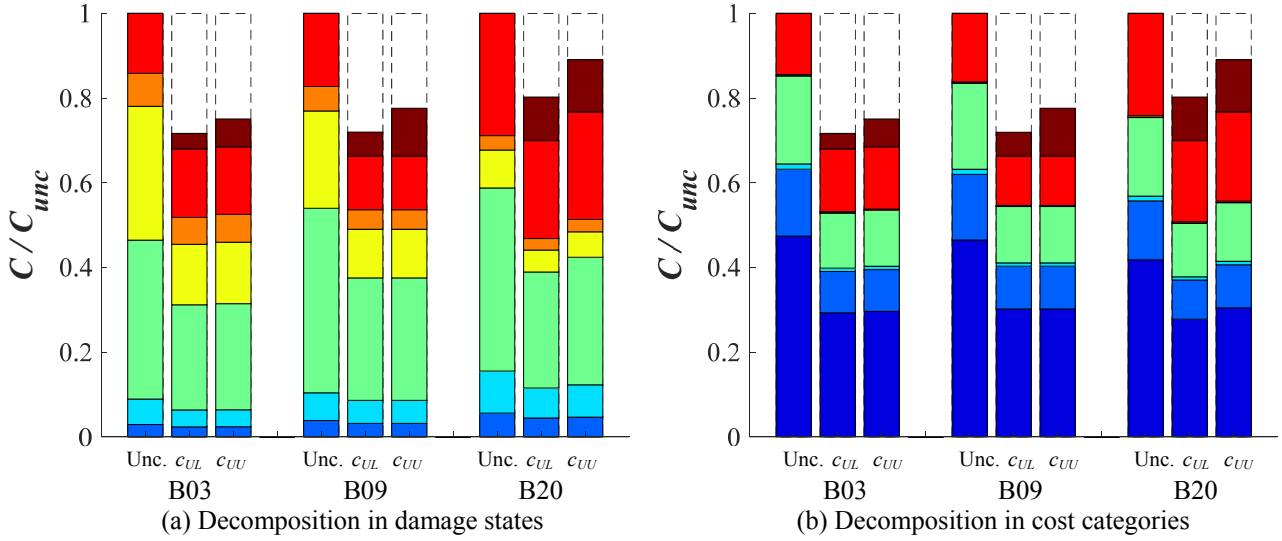 1
0.8
0.6
0.4
0.2
0
C / C_unc
Unc. c_UL c_UU
B03
Unc. c_UL c_UU
B09
Unc. c_UL c_UU
B20
(a) Decomposition in damage states
1
0.8
0.6
0.4
0.2
0
C / C_unc
Unc. c_UL c_UU
B03
Unc. c_UL c_UU
B09
Unc. c_UL c_UU
B20
(b) Decomposition in cost categories